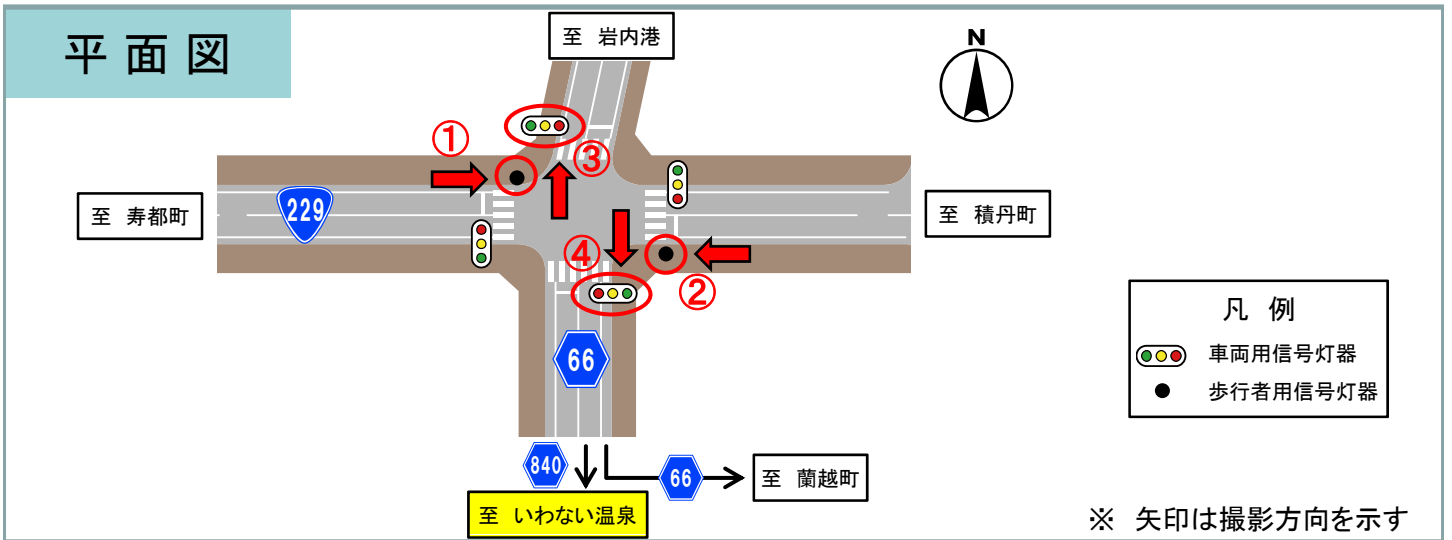 平面図
至 岩内港
N
①
③
229
至 寿都町
至 積丹町
④
②
凡 例
車両用信号灯器
歩行者用信号灯器
66
840
66
至 蘭越町
至 いわない温泉
※ 矢印は撮影方向を示す